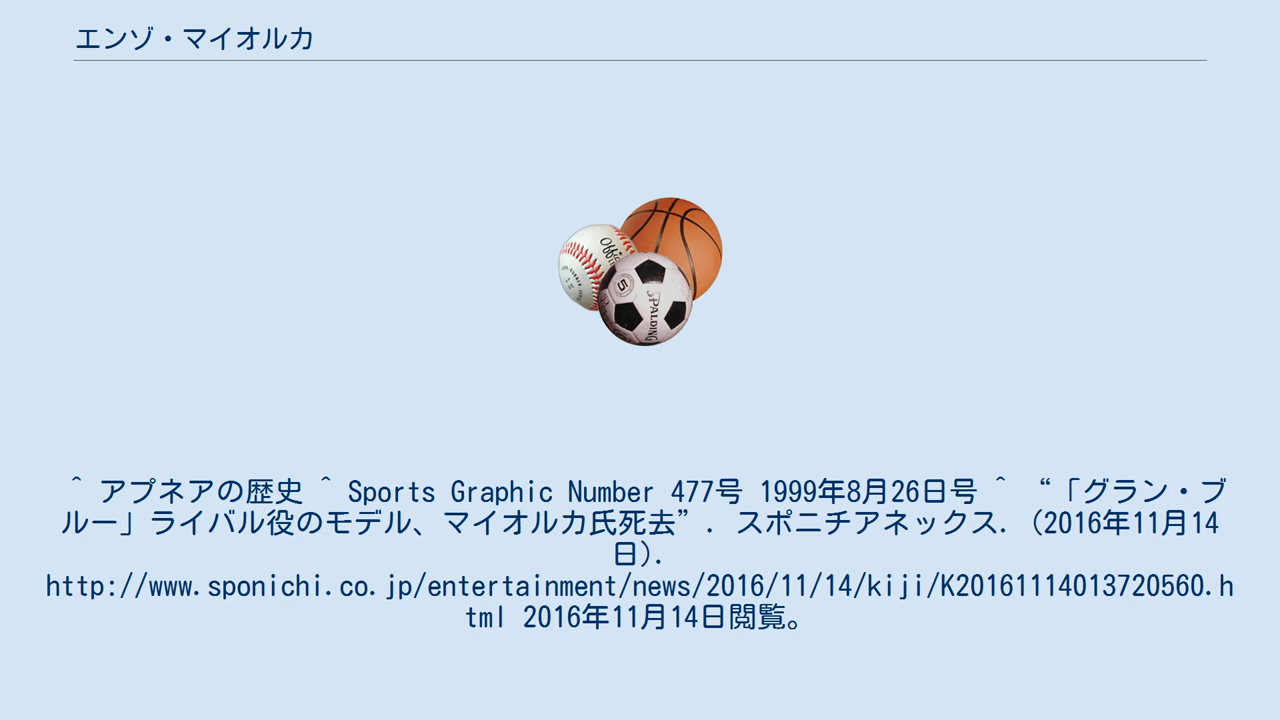 エンゾ・マイオルカ
Offic
5
SPALDING
^ アプネアの歴史 ^ Sports Graphic Number 477号 1999年8月26日号 ^ “「グラン・ブ
ルー」ライバル役のモデル、マイオルカ氏死去”. スポニチアネックス. (2016年11月14
日).
http://www.sponichi.co.jp/entertainment/news/2016/11/14/kiji/K20161114013720560.h
tml 2016年11月14日閲覧。